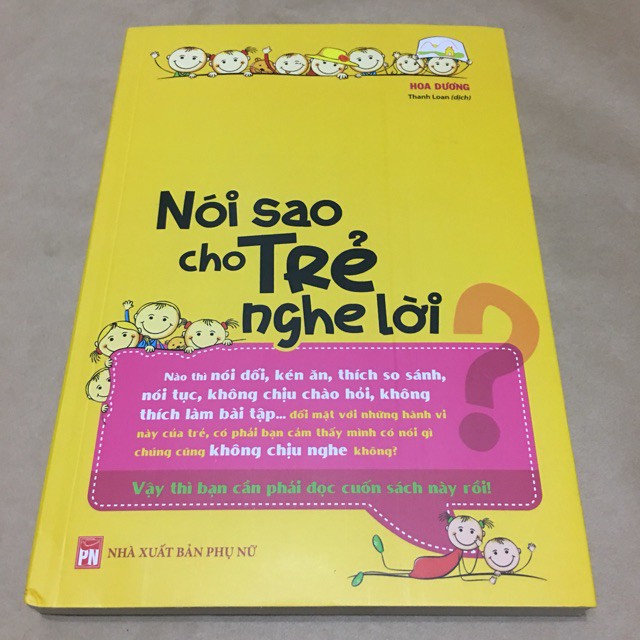 HOA DƯƠNG
Thanh Loan (dịch)
Nói sao
cho TRẺ
nghe lời
?
Nào thì nói dối, kén ăn, thích so sánh,
nói tục, không chịu chào hỏi, không
thích làm bài tập... đối mặt với những hành vi
này của trẻ, có phải bạn cảm thấy mình có nói gì
chúng cũng không chịu nghe không?
Vậy thì bạn cần phải đọc cuốn sách này rồi!
PN NHÀ XUẤT BẢN PHỤ NỮ